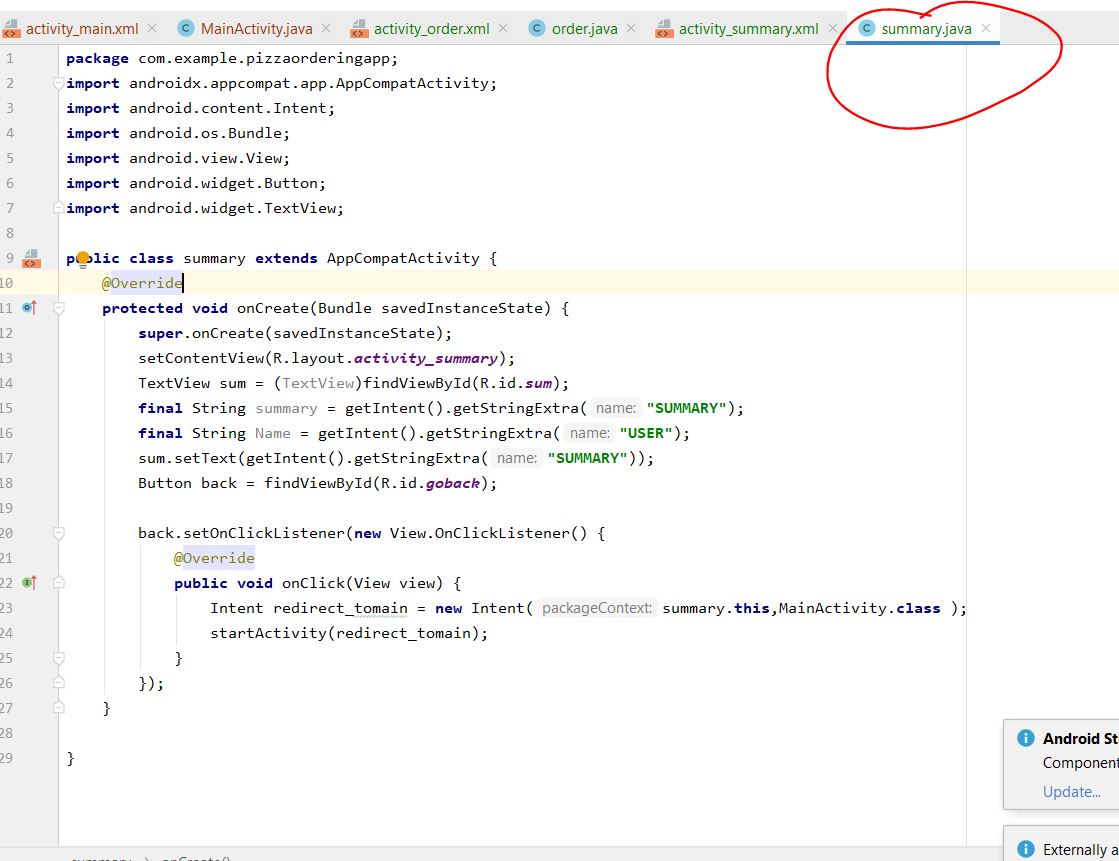 activity_main.xml MainActivity.java activity_order.xml order.java activity_summary.xml summary.java
1 package com.example.pizzaorderingapp;
2 import androidx.appcompat.app.AppCompatActivity;
3 import android.content.Intent;
4 import android.os.Bundle;
5 import android.view.View;
6 import android.widget.Button;
7 import android.widget.TextView;
8
9 public class summary extends AppCompatActivity {
10 @Override
11 protected void onCreate(Bundle savedInstanceState) {
12 super.onCreate(savedInstanceState);
13 setContentView(R.layout.activity_summary);
14 TextView sum = (TextView)findViewById(R.id.sum);
15 final String summary = getIntent().getStringExtra( name: "SUMMARY");
16 final String Name = getIntent().getStringExtra( name: "USER");
17 sum.setText(getIntent().getStringExtra( name: "SUMMARY"));
18 Button back = findViewById(R.id.goback);
19
20 back.setOnClickListener(new View.OnClickListener() {
21 @Override
22 public void onClick(View view) {
23 Intent redirect_tomain = new Intent( packageContext: summary.this,MainActivity.class );
24 startActivity(redirect_tomain);
25 }
26 });
27 }
28
29 }
Android St
Component
Update...
Externally a
summary onCreate()